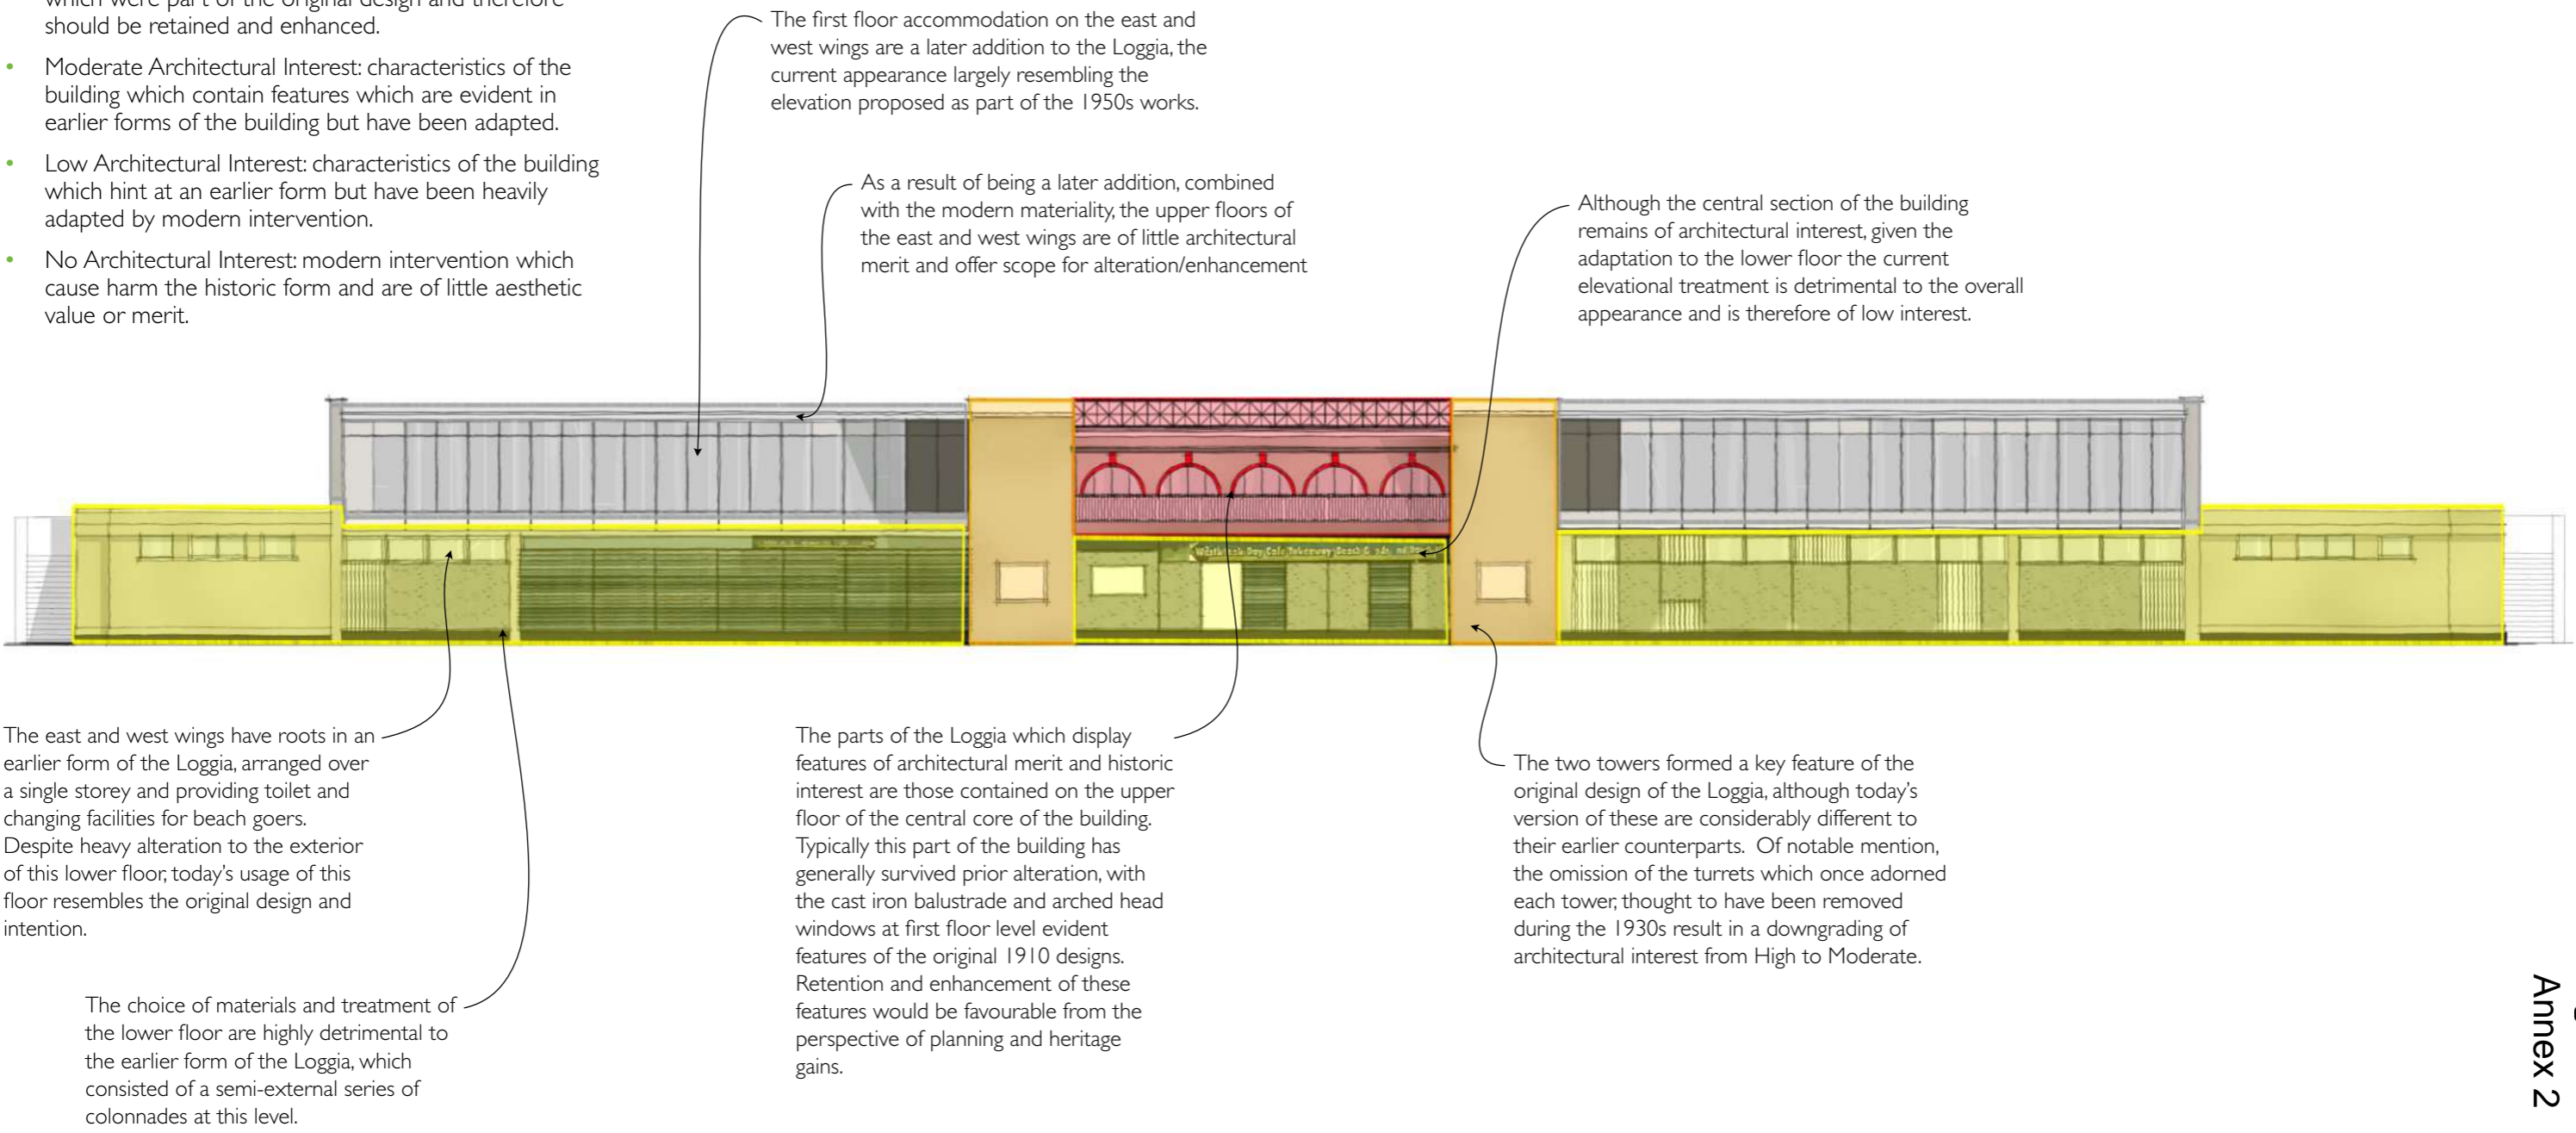 which were part of the original design and therefore
should be retained and enhanced.
• Moderate Architectural Interest: characteristics of the
building which contain features which are evident in
earlier forms of the building but have been adapted.
• Low Architectural Interest: characteristics of the building
which hint at an earlier form but have been heavily
adapted by modern intervention.
• No Architectural Interest: modern intervention which
cause harm the historic form and are of little aesthetic
value or merit.
The first floor accommodation on the east and
west wings are a later addition to the Loggia, the
current appearance largely resembling the
elevation proposed as part of the 1950s works.
As a result of being a later addition, combined
with the modern materiality, the upper floors of
the east and west wings are of little architectural
merit and offer scope for alteration/enhancement
Although the central section of the building
remains of architectural interest, given the
adaptation to the lower floor the current
elevational treatment is detrimental to the overall
appearance and is therefore of low interest.
Bay Cafe Takeaway Beach
The east and west wings have roots in an
earlier form of the Loggia, arranged over
a single storey and providing toilet and
changing facilities for beach goers.
Despite heavy alteration to the exterior
of this lower floor, today's usage of this
floor resembles the original design and
intention.
The choice of materials and treatment of
the lower floor are highly detrimental to
the earlier form of the Loggia, which
consisted of a semi-external series of
colonnades at this level.
The parts of the Loggia which display
features of architectural merit and historic
interest are those contained on the upper
floor of the central core of the building.
Typically this part of the building has
generally survived prior alteration, with
the cast iron balustrade and arched head
windows at first floor level evident
features of the original 1910 designs.
Retention and enhancement of these
features would be favourable from the
perspective of planning and heritage
gains.
The two towers formed a key feature of the
original design of the Loggia, although today's
version of these are considerably different to
their earlier counterparts.  Of notable mention,
the omission of the turrets which once adorned
each tower, thought to have been removed
during the 1930s result in a downgrading of
architectural interest from High to Moderate.
Annex 2